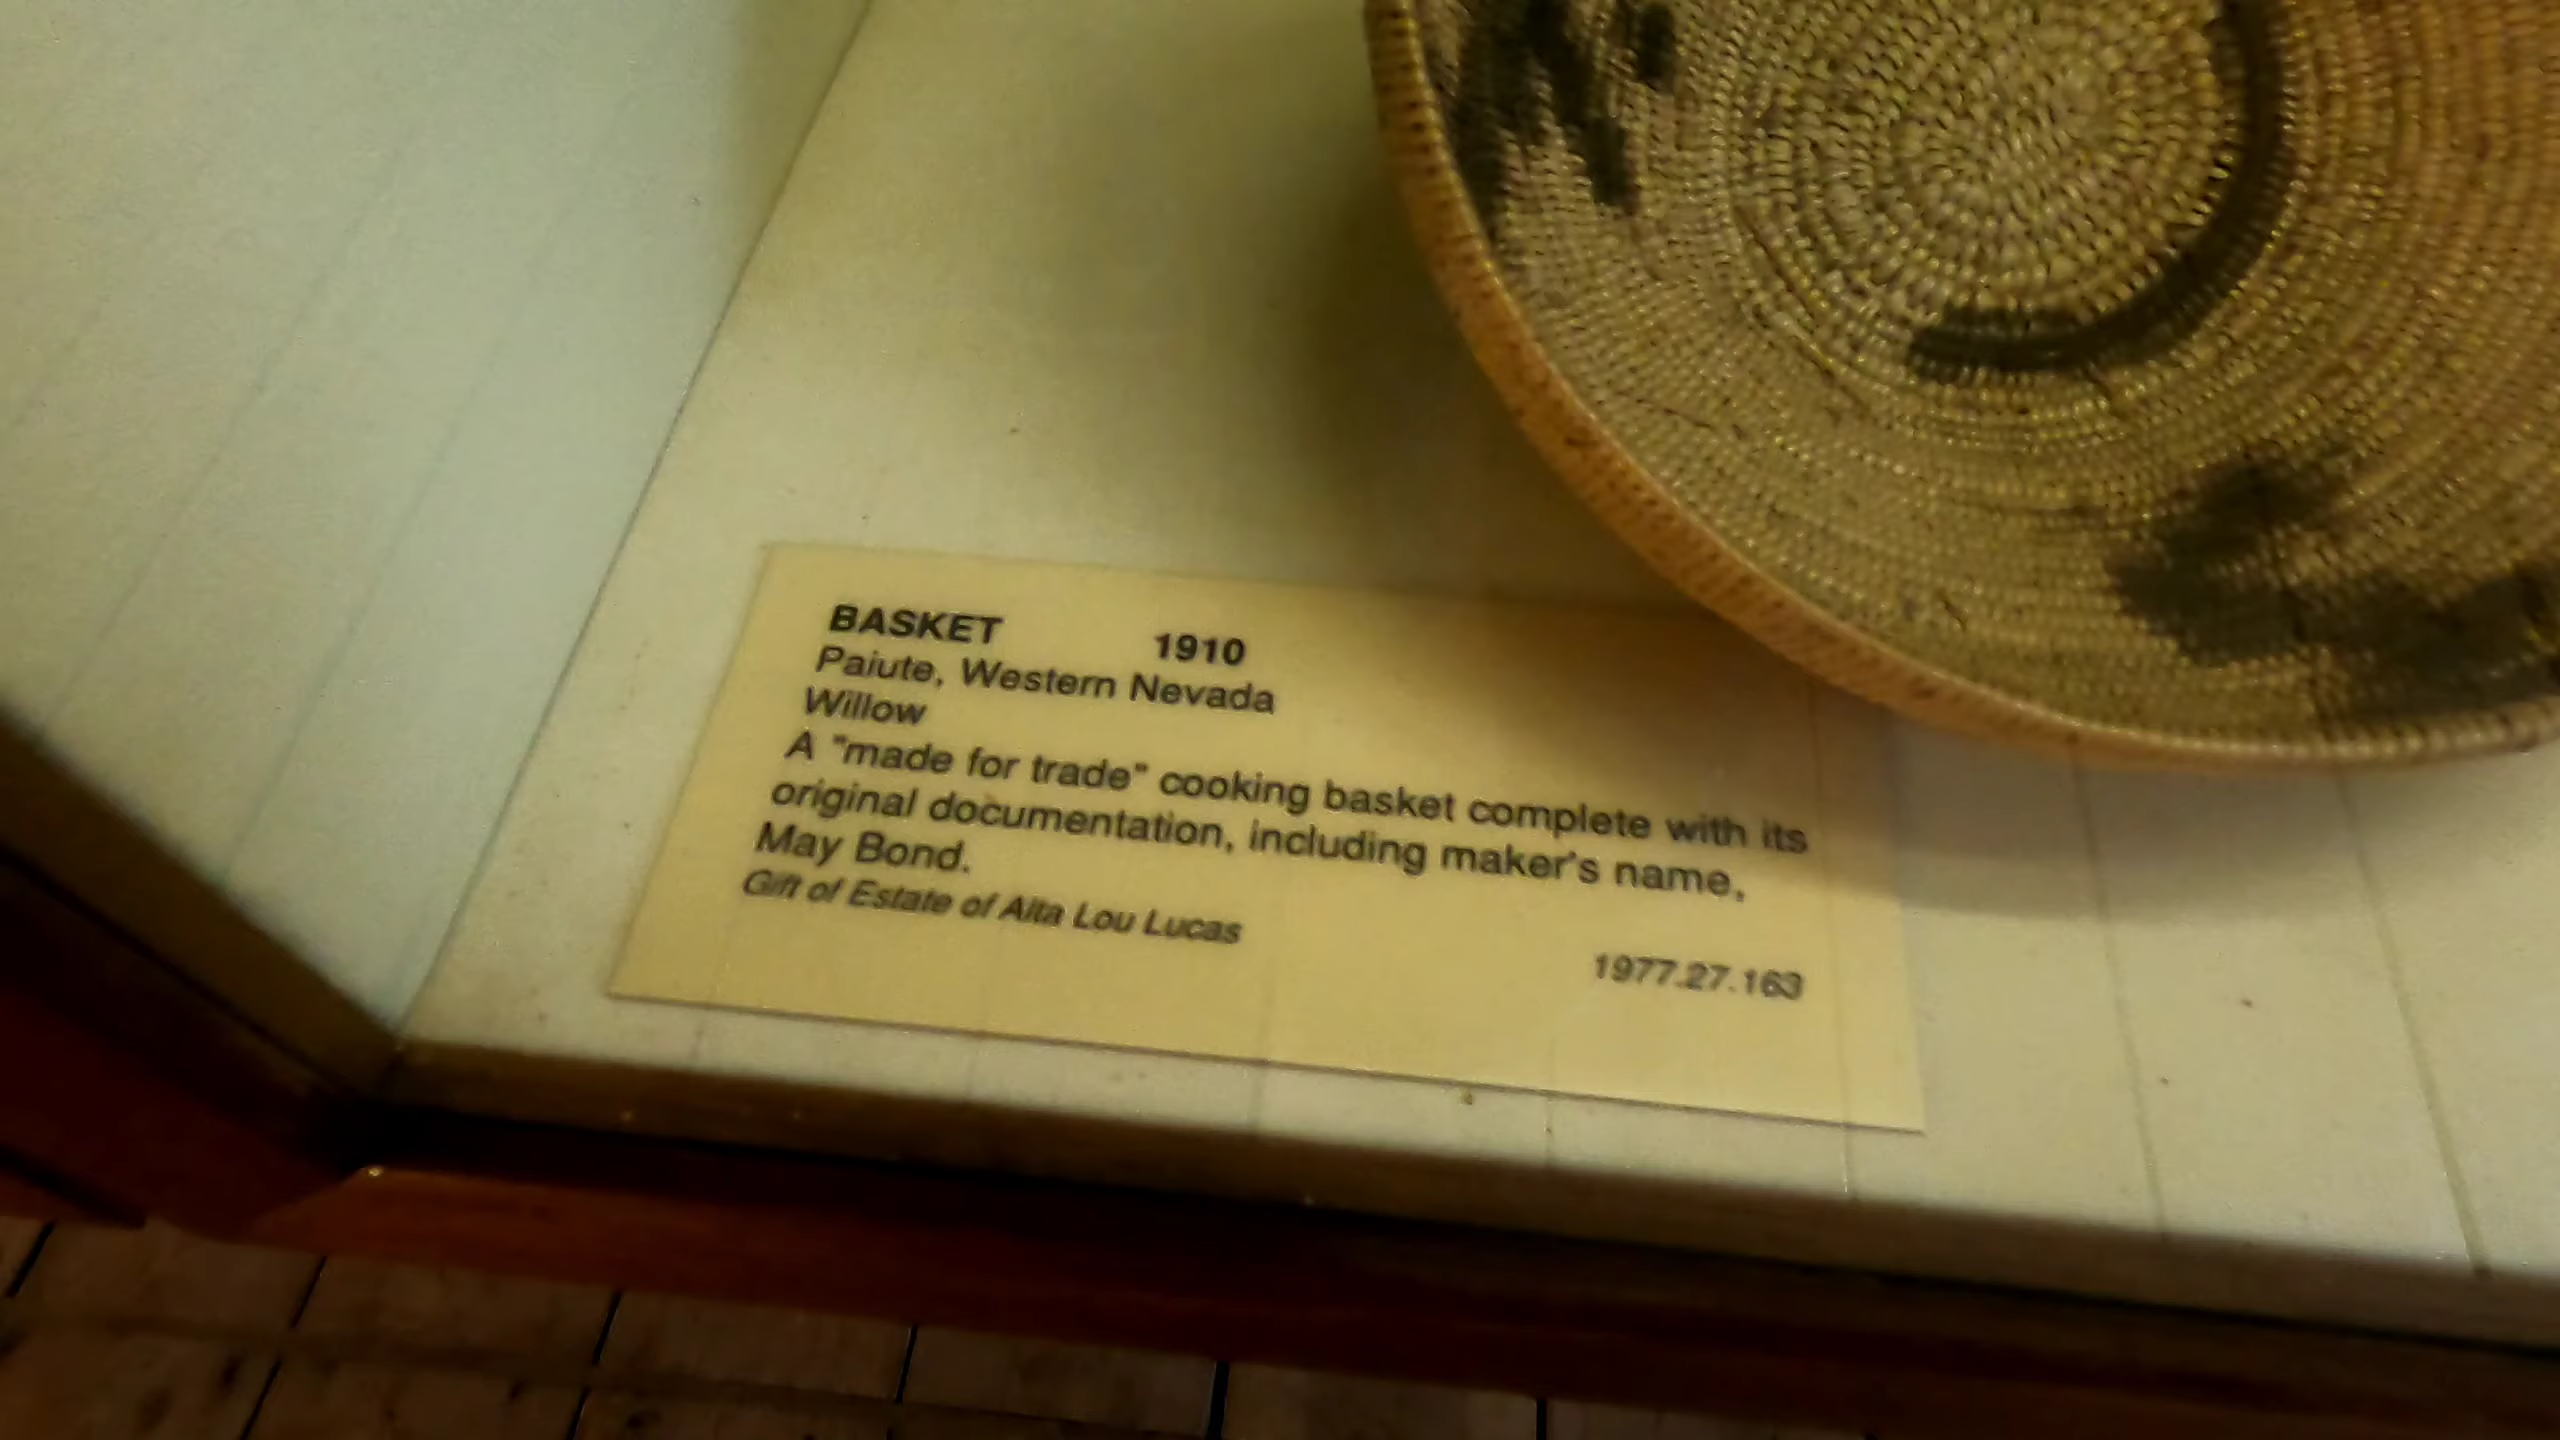 BASKET 1910
Paiute, Western Nevada
Willow
A "made for trade" cooking basket complete with its
original documentation, including maker's name,
May Bond.
Gift of Estate of Alta Lou Lucas
1977.27.163